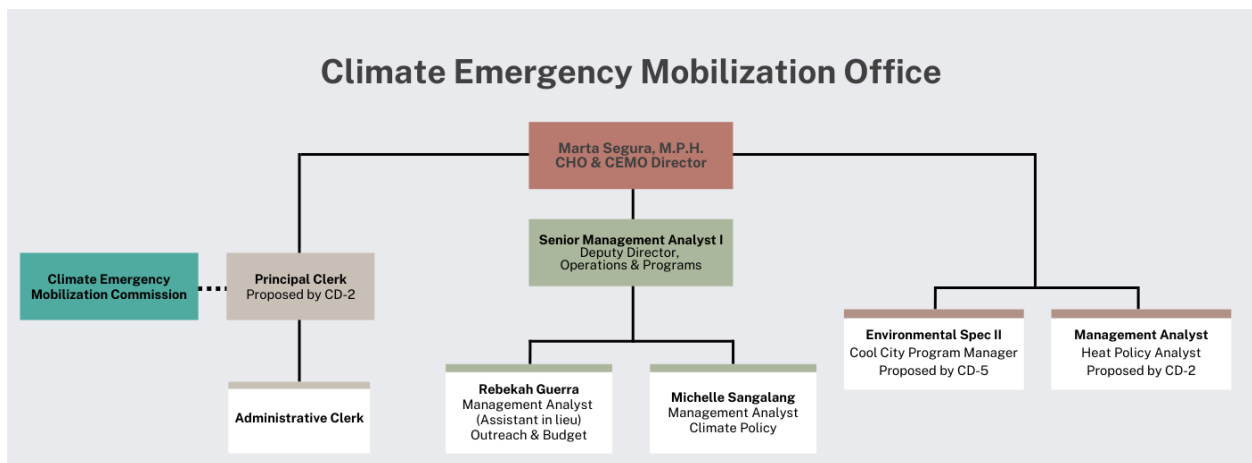 Climate Emergency Mobilization Office
Marta Segura, M.P.H.
CHO & CEMO Director
Senior Management Analyst I
Deputy Director,
Operations & Programs
Climate Emergency
Mobilization Commission
Principal Clerk
Proposed by CD-2
Administrative Clerk
Rebekah Guerra
Management Analyst
(Assistant in lieu)
Outreach & Budget
Michelle Sangalang
Management Analyst
Climate Policy
Environmental Spec II
Cool City Program Manager
Proposed by CD-5
Management Analyst
Heat Policy Analyst
Proposed by CD-2